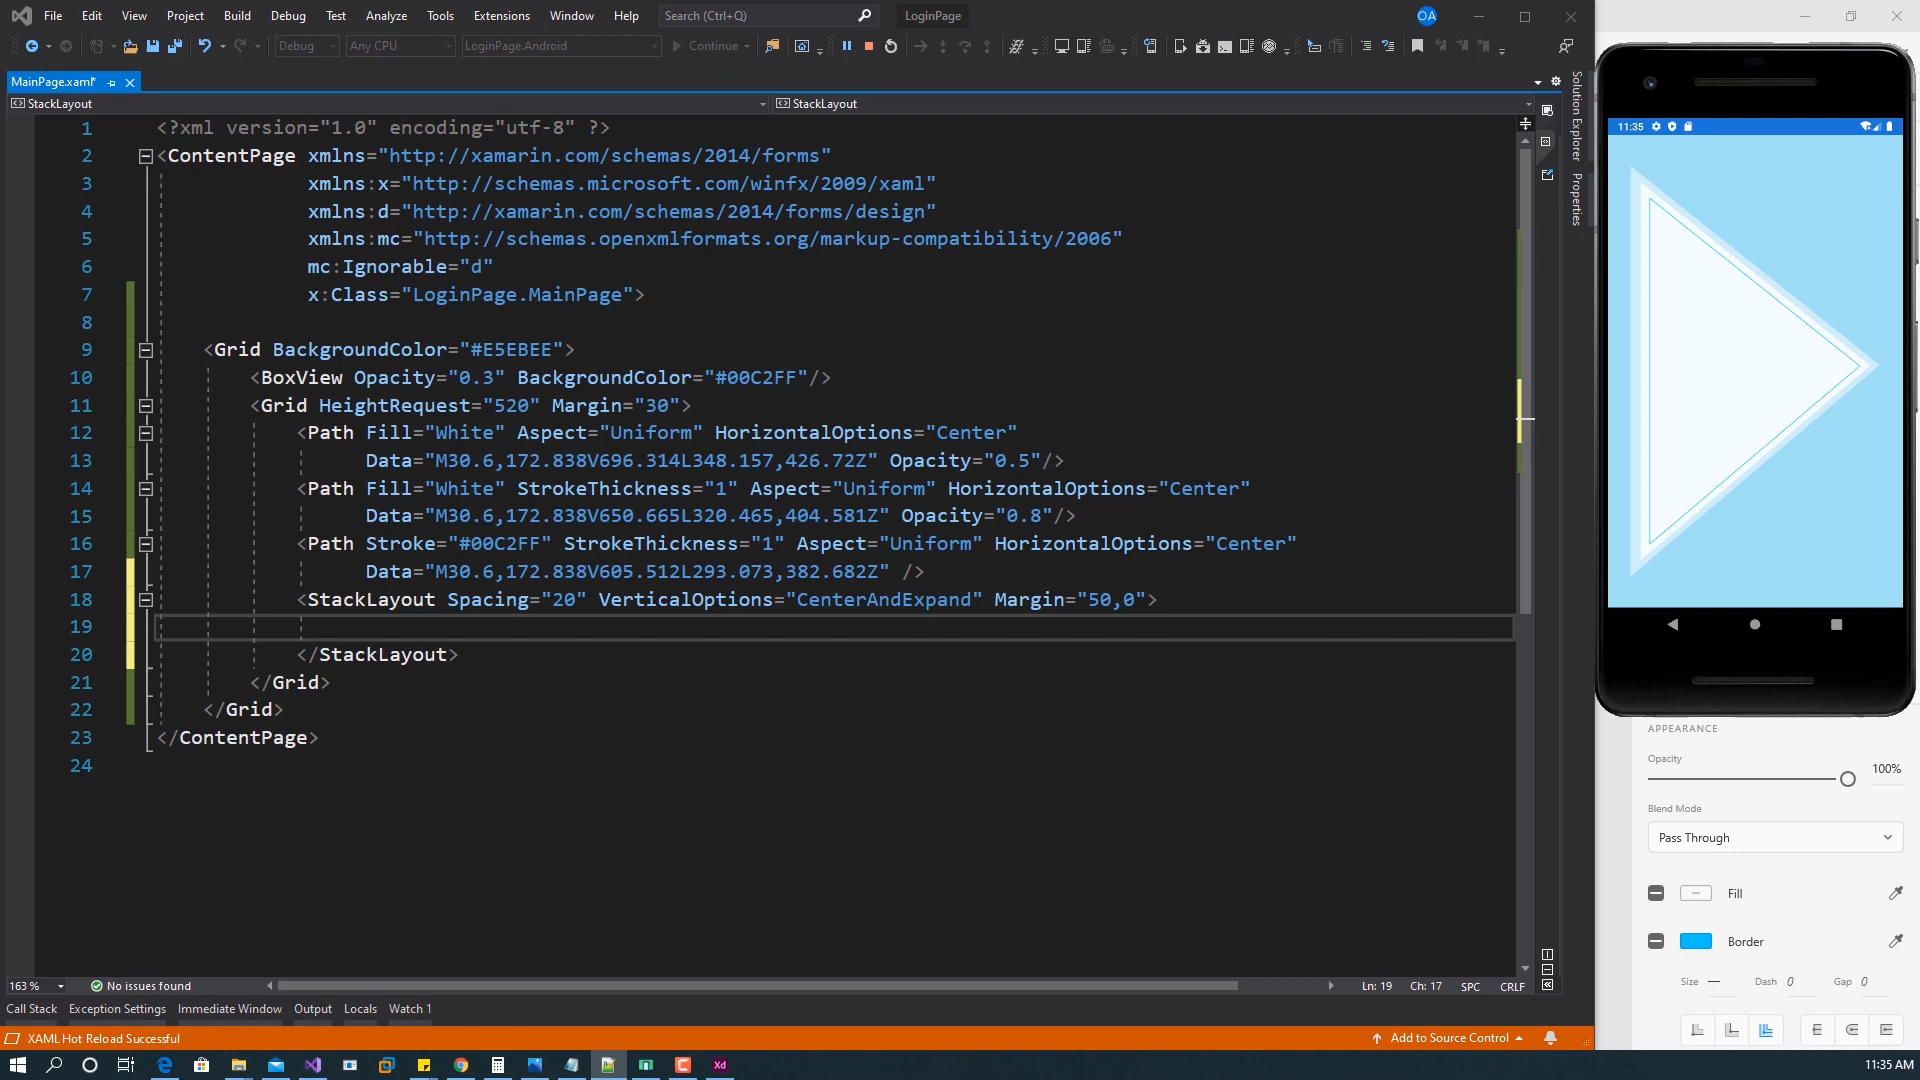 File Edit View Project Build Debug Test Analyze Tools Extensions Window Help Search (Ctrl+Q) LoginPage OA
Debug Any CPU LoginPage.Android Continue
MainPage.xaml*
StackLayout StackLayout
1 <?xml version="1.0" encoding="utf-8" ?>
2 <ContentPage xmlns="http://xamarin.com/schemas/2014/forms"
3 xmlns:x="http://schemas.microsoft.com/winfx/2009/xaml"
4 xmlns:d="http://xamarin.com/schemas/2014/forms/design"
5 xmlns:mc="http://schemas.openxmlformats.org/markup-compatibility/2006"
6 mc:Ignorable="d"
7 x:Class="LoginPage.MainPage">
8
9 <Grid BackgroundColor="#E5EBEE">
10 <BoxView Opacity="0.3" BackgroundColor="#00C2FF"/>
11 <Grid HeightRequest="520" Margin="30">
12 <Path Fill="White" Aspect="Uniform" HorizontalOptions="Center"
13 Data="M30.6,172.838V696.314L348.157,426.72Z" Opacity="0.5"/>
14 <Path Fill="White" StrokeThickness="1" Aspect="Uniform" HorizontalOptions="Center"
15 Data="M30.6,172.838V650.665L320.465,404.581Z" Opacity="0.8"/>
16 <Path Stroke="#00C2FF" StrokeThickness="1" Aspect="Uniform" HorizontalOptions="Center"
17 Data="M30.6,172.838V605.512L293.073,382.682Z" />
18 <StackLayout Spacing="20" VerticalOptions="CenterAndExpand" Margin="50,0">
19
20 </StackLayout>
21 </Grid>
22 </Grid>
23 </ContentPage>
24
163 % No issues found Ln: 19 Ch: 17 SPC CRLF
Call Stack Exception Settings Immediate Window Output Locals Watch 1
XAML Hot Reload Successful Add to Source Control
Solution Explorer
Properties
11:35
APPEARANCE
Opacity
100%
Blend Mode
Pass Through
Fill
Border
Size Dash 0 Gap 0
Xd
11:35 AM